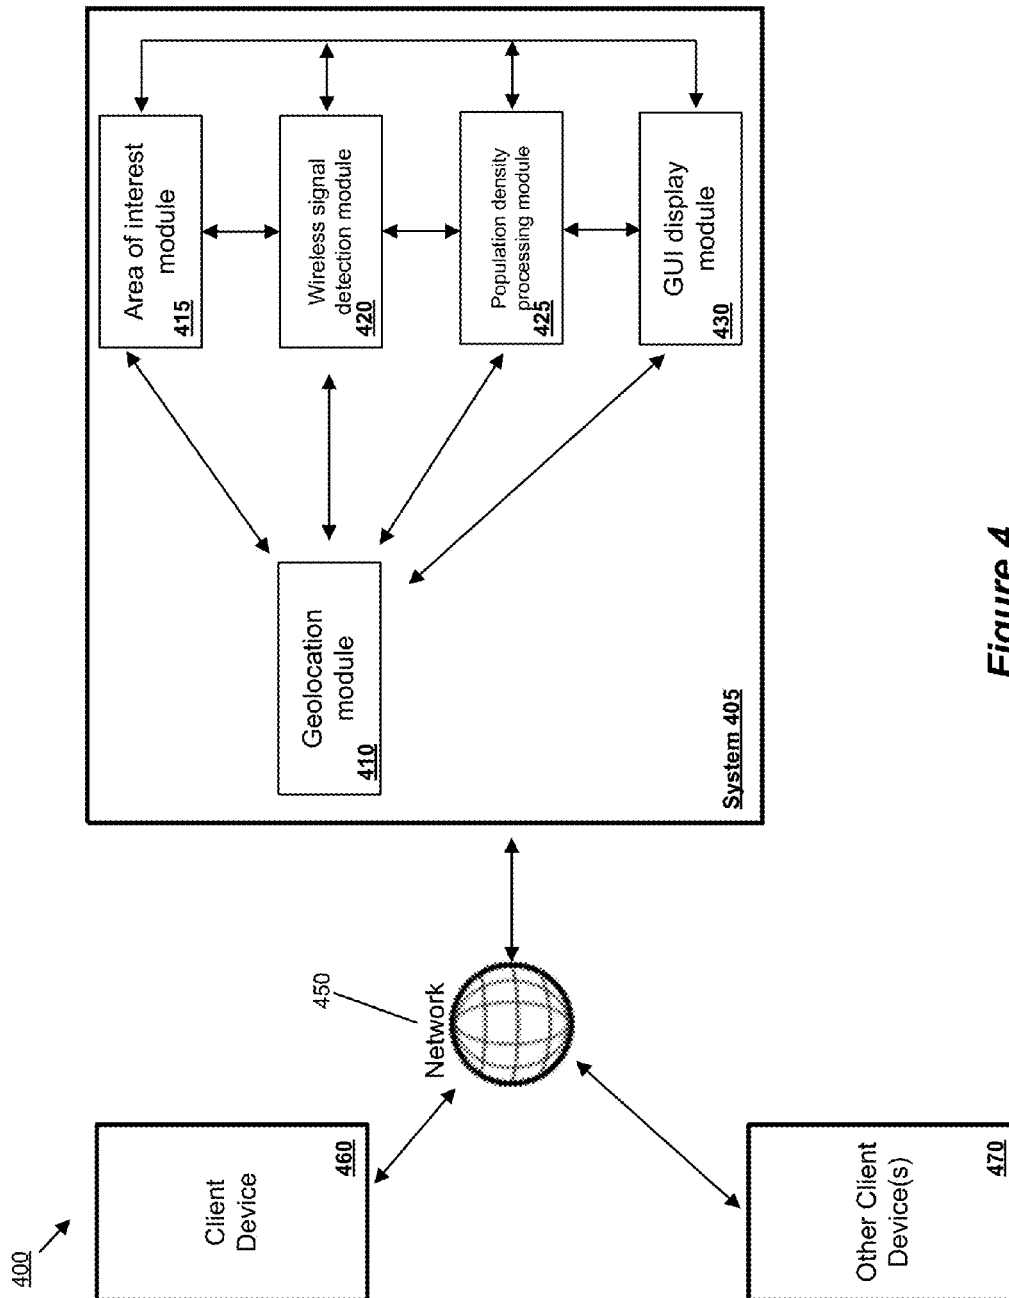 400
Client
Device
460
Other Client
Device(s)
470
Network
450
System 405
Geolocation
module
410
Area of interest
module
415
Wireless signal
detection module
420
Population density
processing module
425
GUI display
module
430
Figure 4